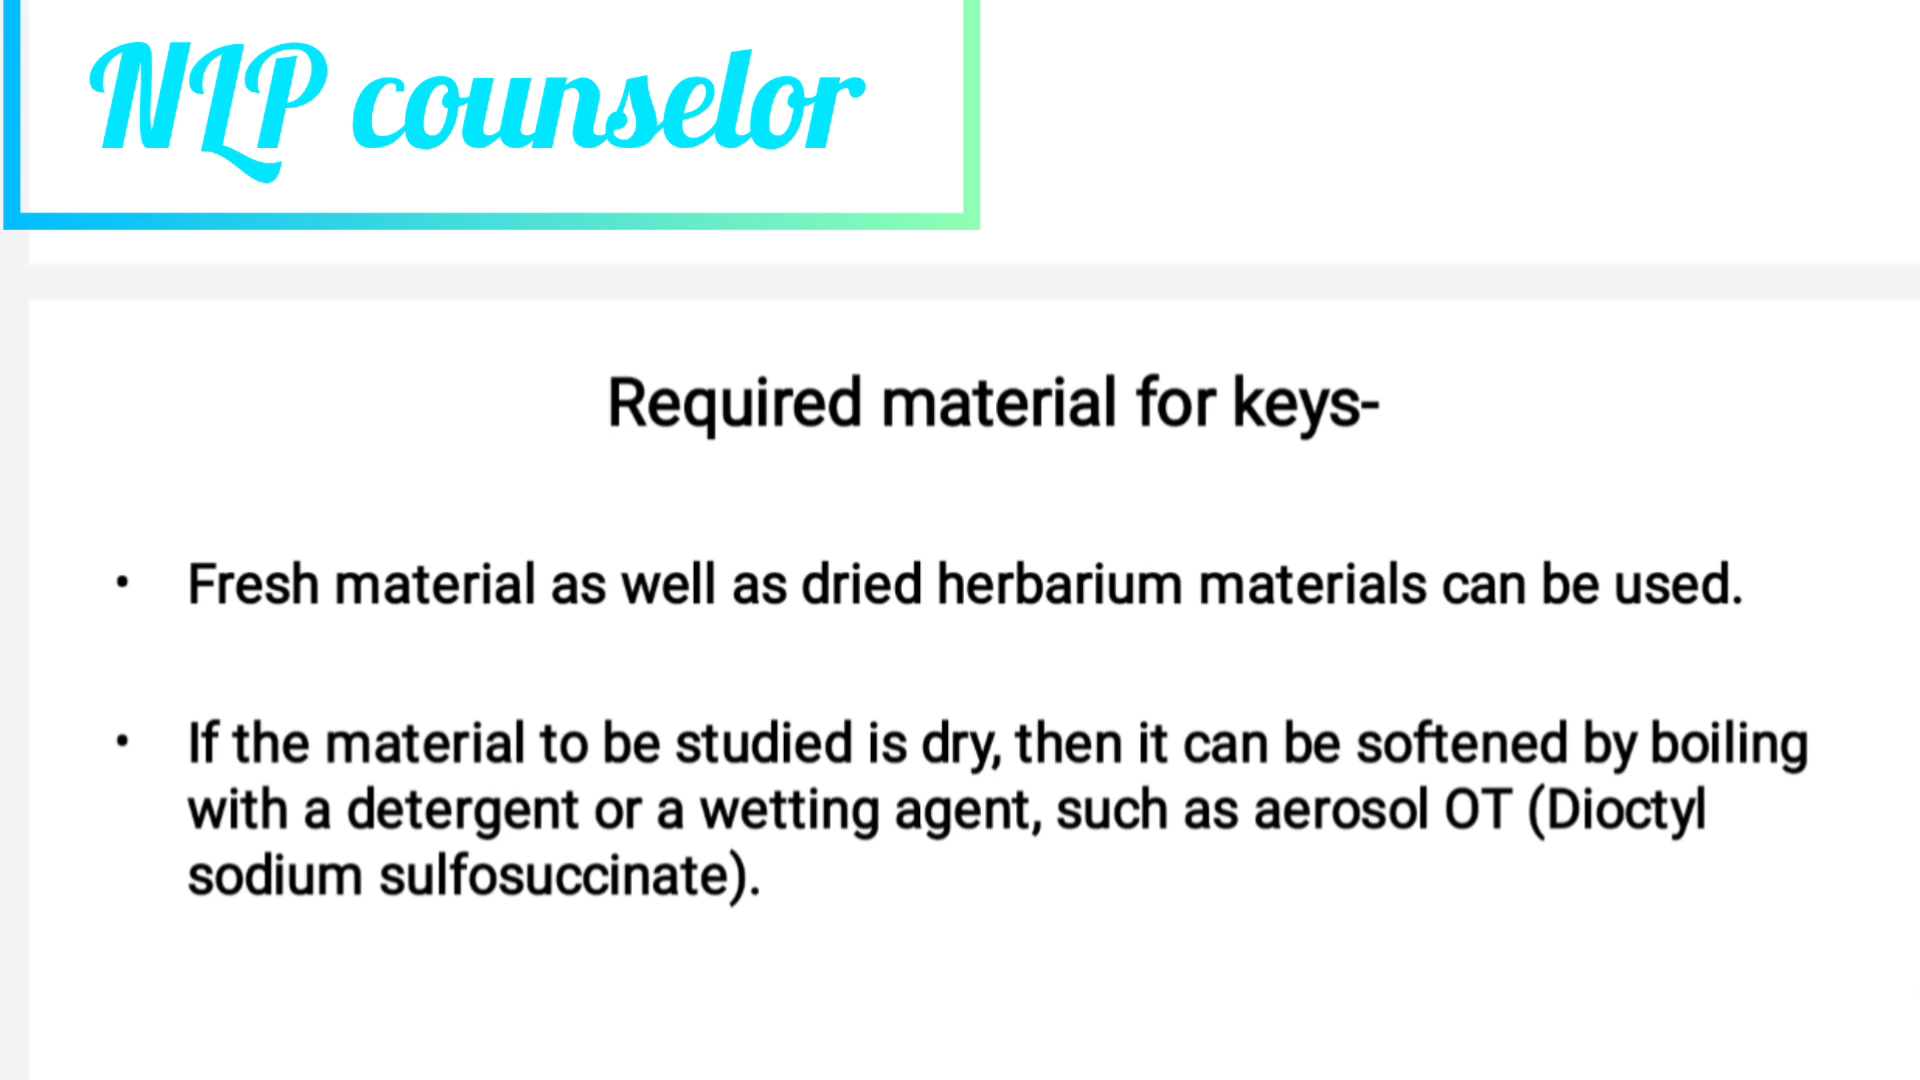 NLP counselor
Required material for keys-
• Fresh material as well as dried herbarium materials can be used.
• If the material to be studied is dry, then it can be softened by boiling
with a detergent or a wetting agent, such as aerosol OT (Dioctyl
sodium sulfosuccinate).